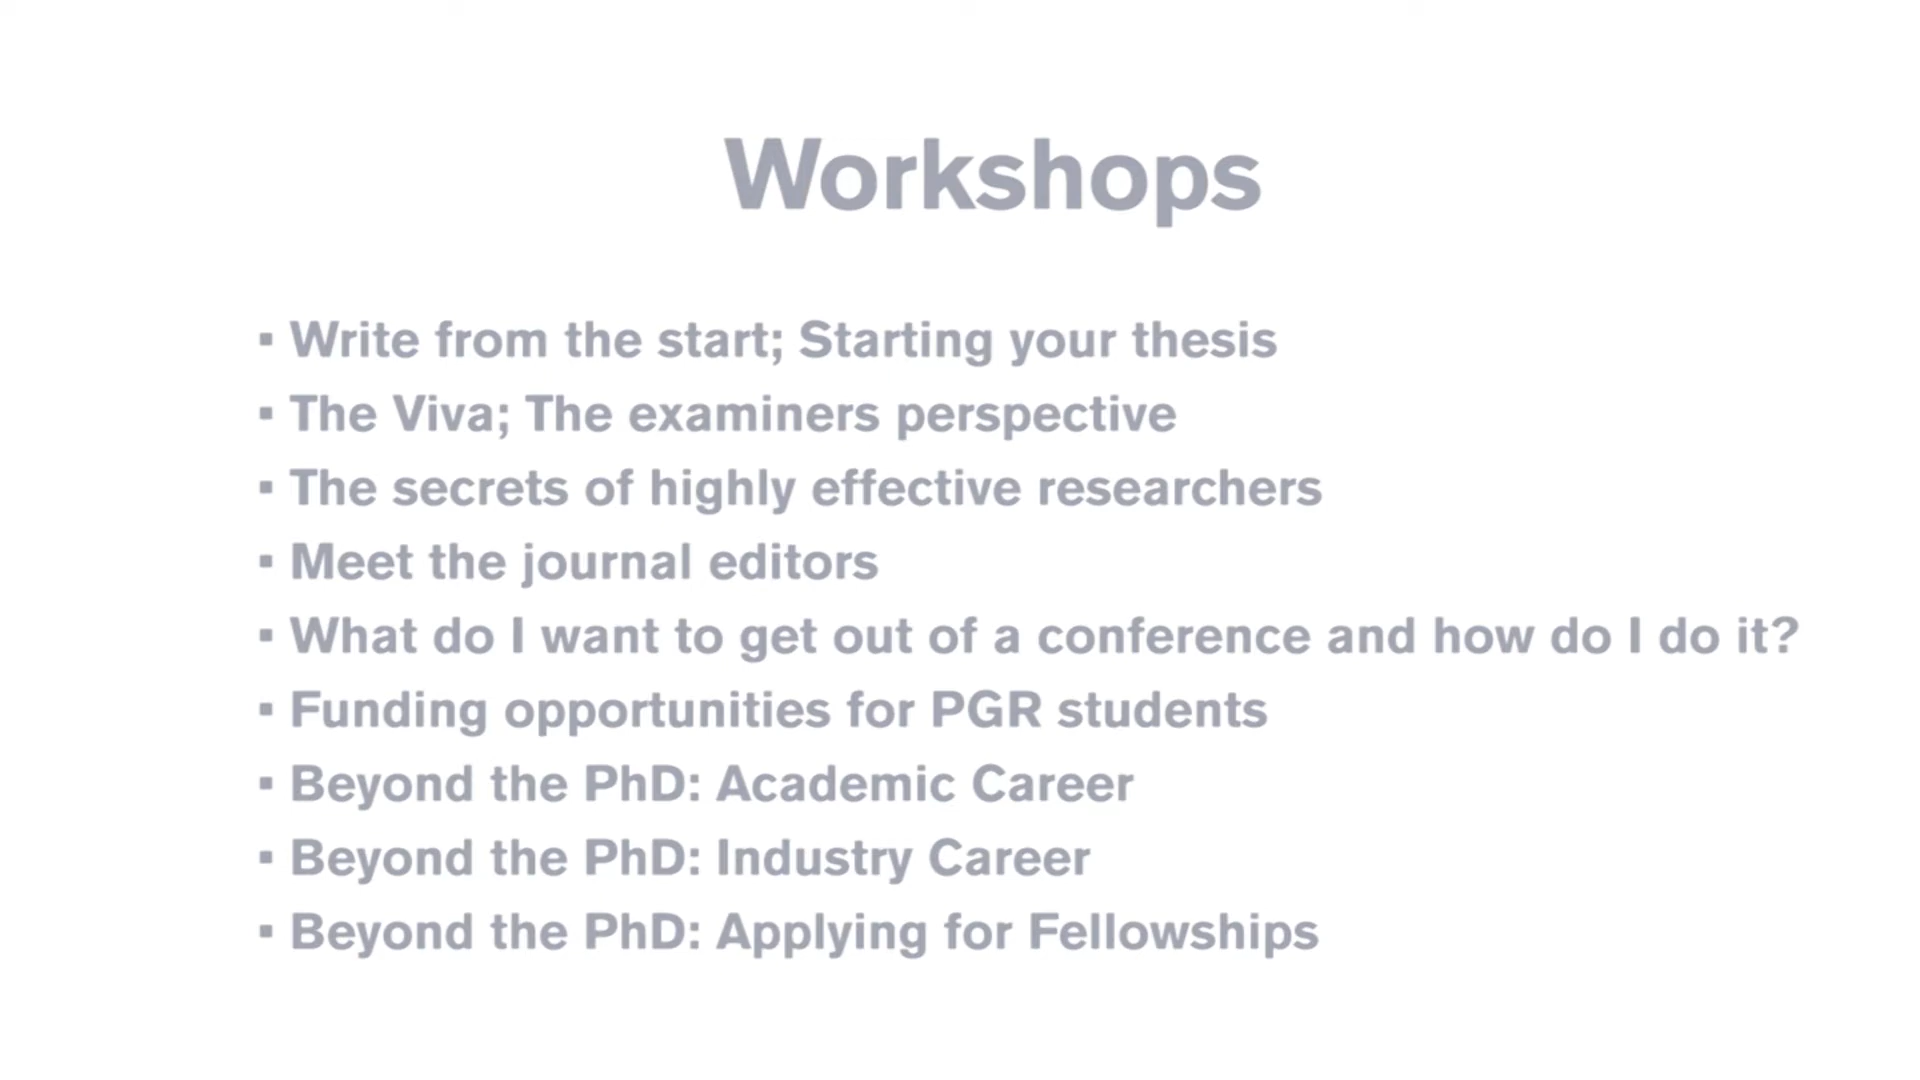 Workshops
▪ Write from the start; Starting your thesis
▪ The Viva; The examiners perspective
▪ The secrets of highly effective researchers
▪ Meet the journal editors
▪ What do I want to get out of a conference and how do I do it?
▪ Funding opportunities for PGR students
▪ Beyond the PhD: Academic Career
▪ Beyond the PhD: Industry Career
▪ Beyond the PhD: Applying for Fellowships